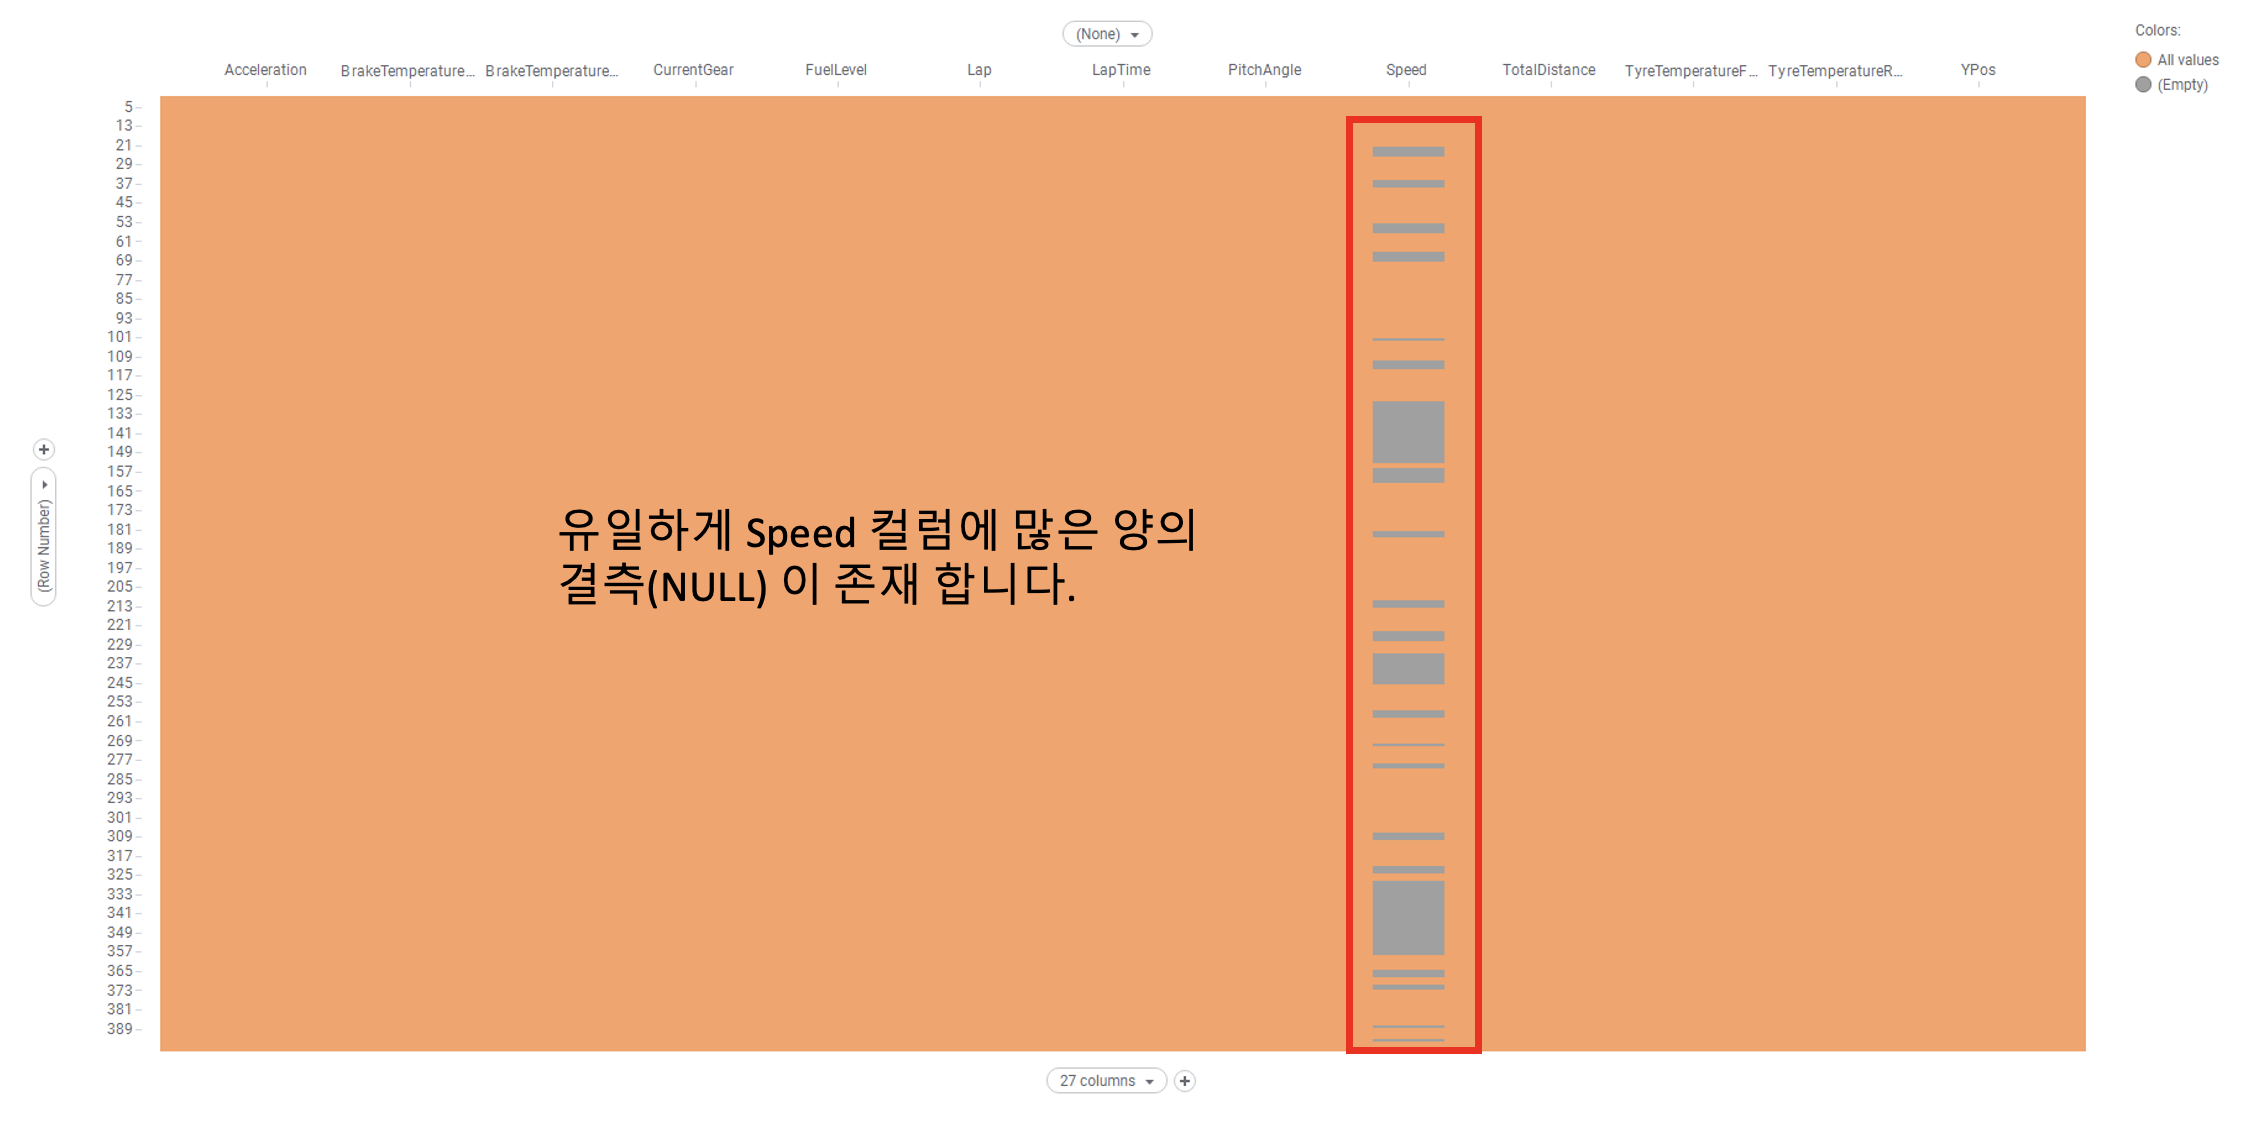 (None)
Colors:
All values
(Empty)
Acceleration
BrakeTemperature...
BrakeTemperature...
CurrentGear
FuelLevel
Lap
LapTime
PitchAngle
Speed
TotalDistance
TyreTemperatureF...
TyreTemperatureR...
YPos
5
13
21
29
37
45
53
61
69
77
85
93
101
109
117
125
133
141
149
157
165
173
181
189
197
205
213
221
229
237
245
253
261
269
277
285
293
301
309
317
325
333
341
349
357
365
373
381
389
(Row Number)
유일하게 Speed 컬럼에 많은 양의
결측(NULL) 이 존재 합니다.
27 columns